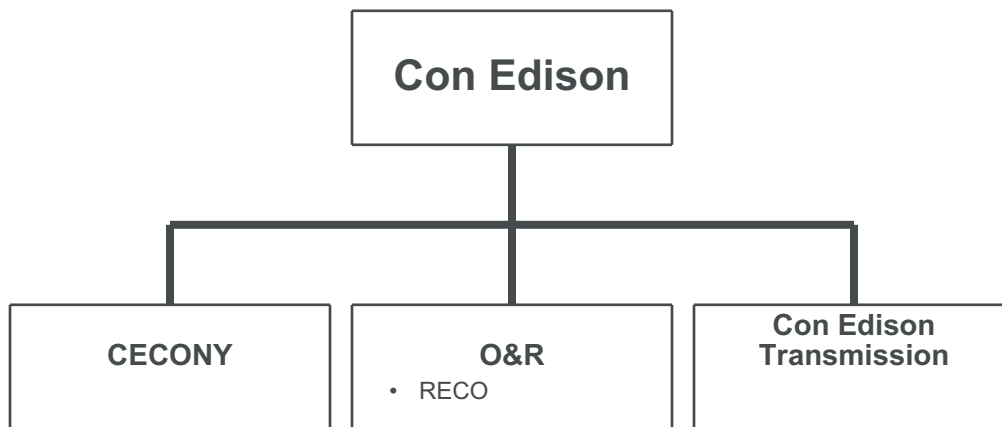 Con Edison
CECONY
O&R
• RECO
Con Edison
Transmission